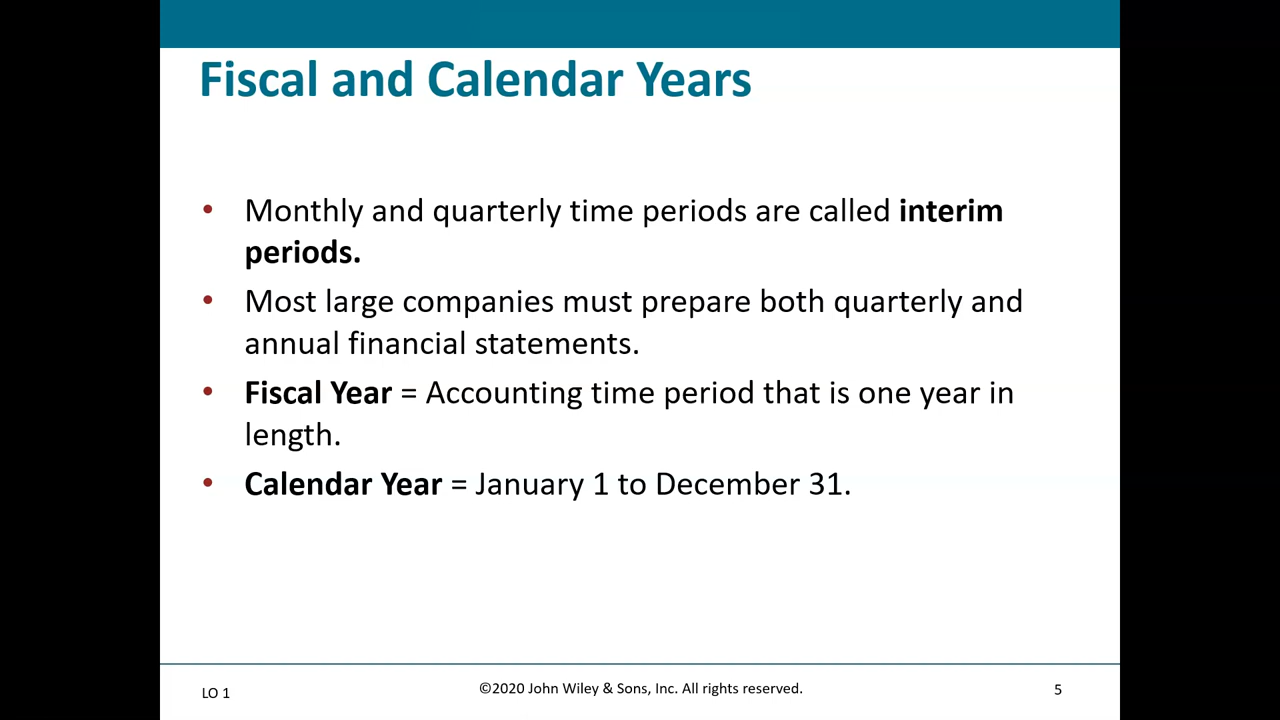 Fiscal and Calendar Years
• Monthly and quarterly time periods are called interim
periods.
• Most large companies must prepare both quarterly and
annual financial statements.
• Fiscal Year = Accounting time period that is one year in
length.
• Calendar Year = January 1 to December 31.
LO 1
©2020 John Wiley & Sons, Inc. All rights reserved.
5